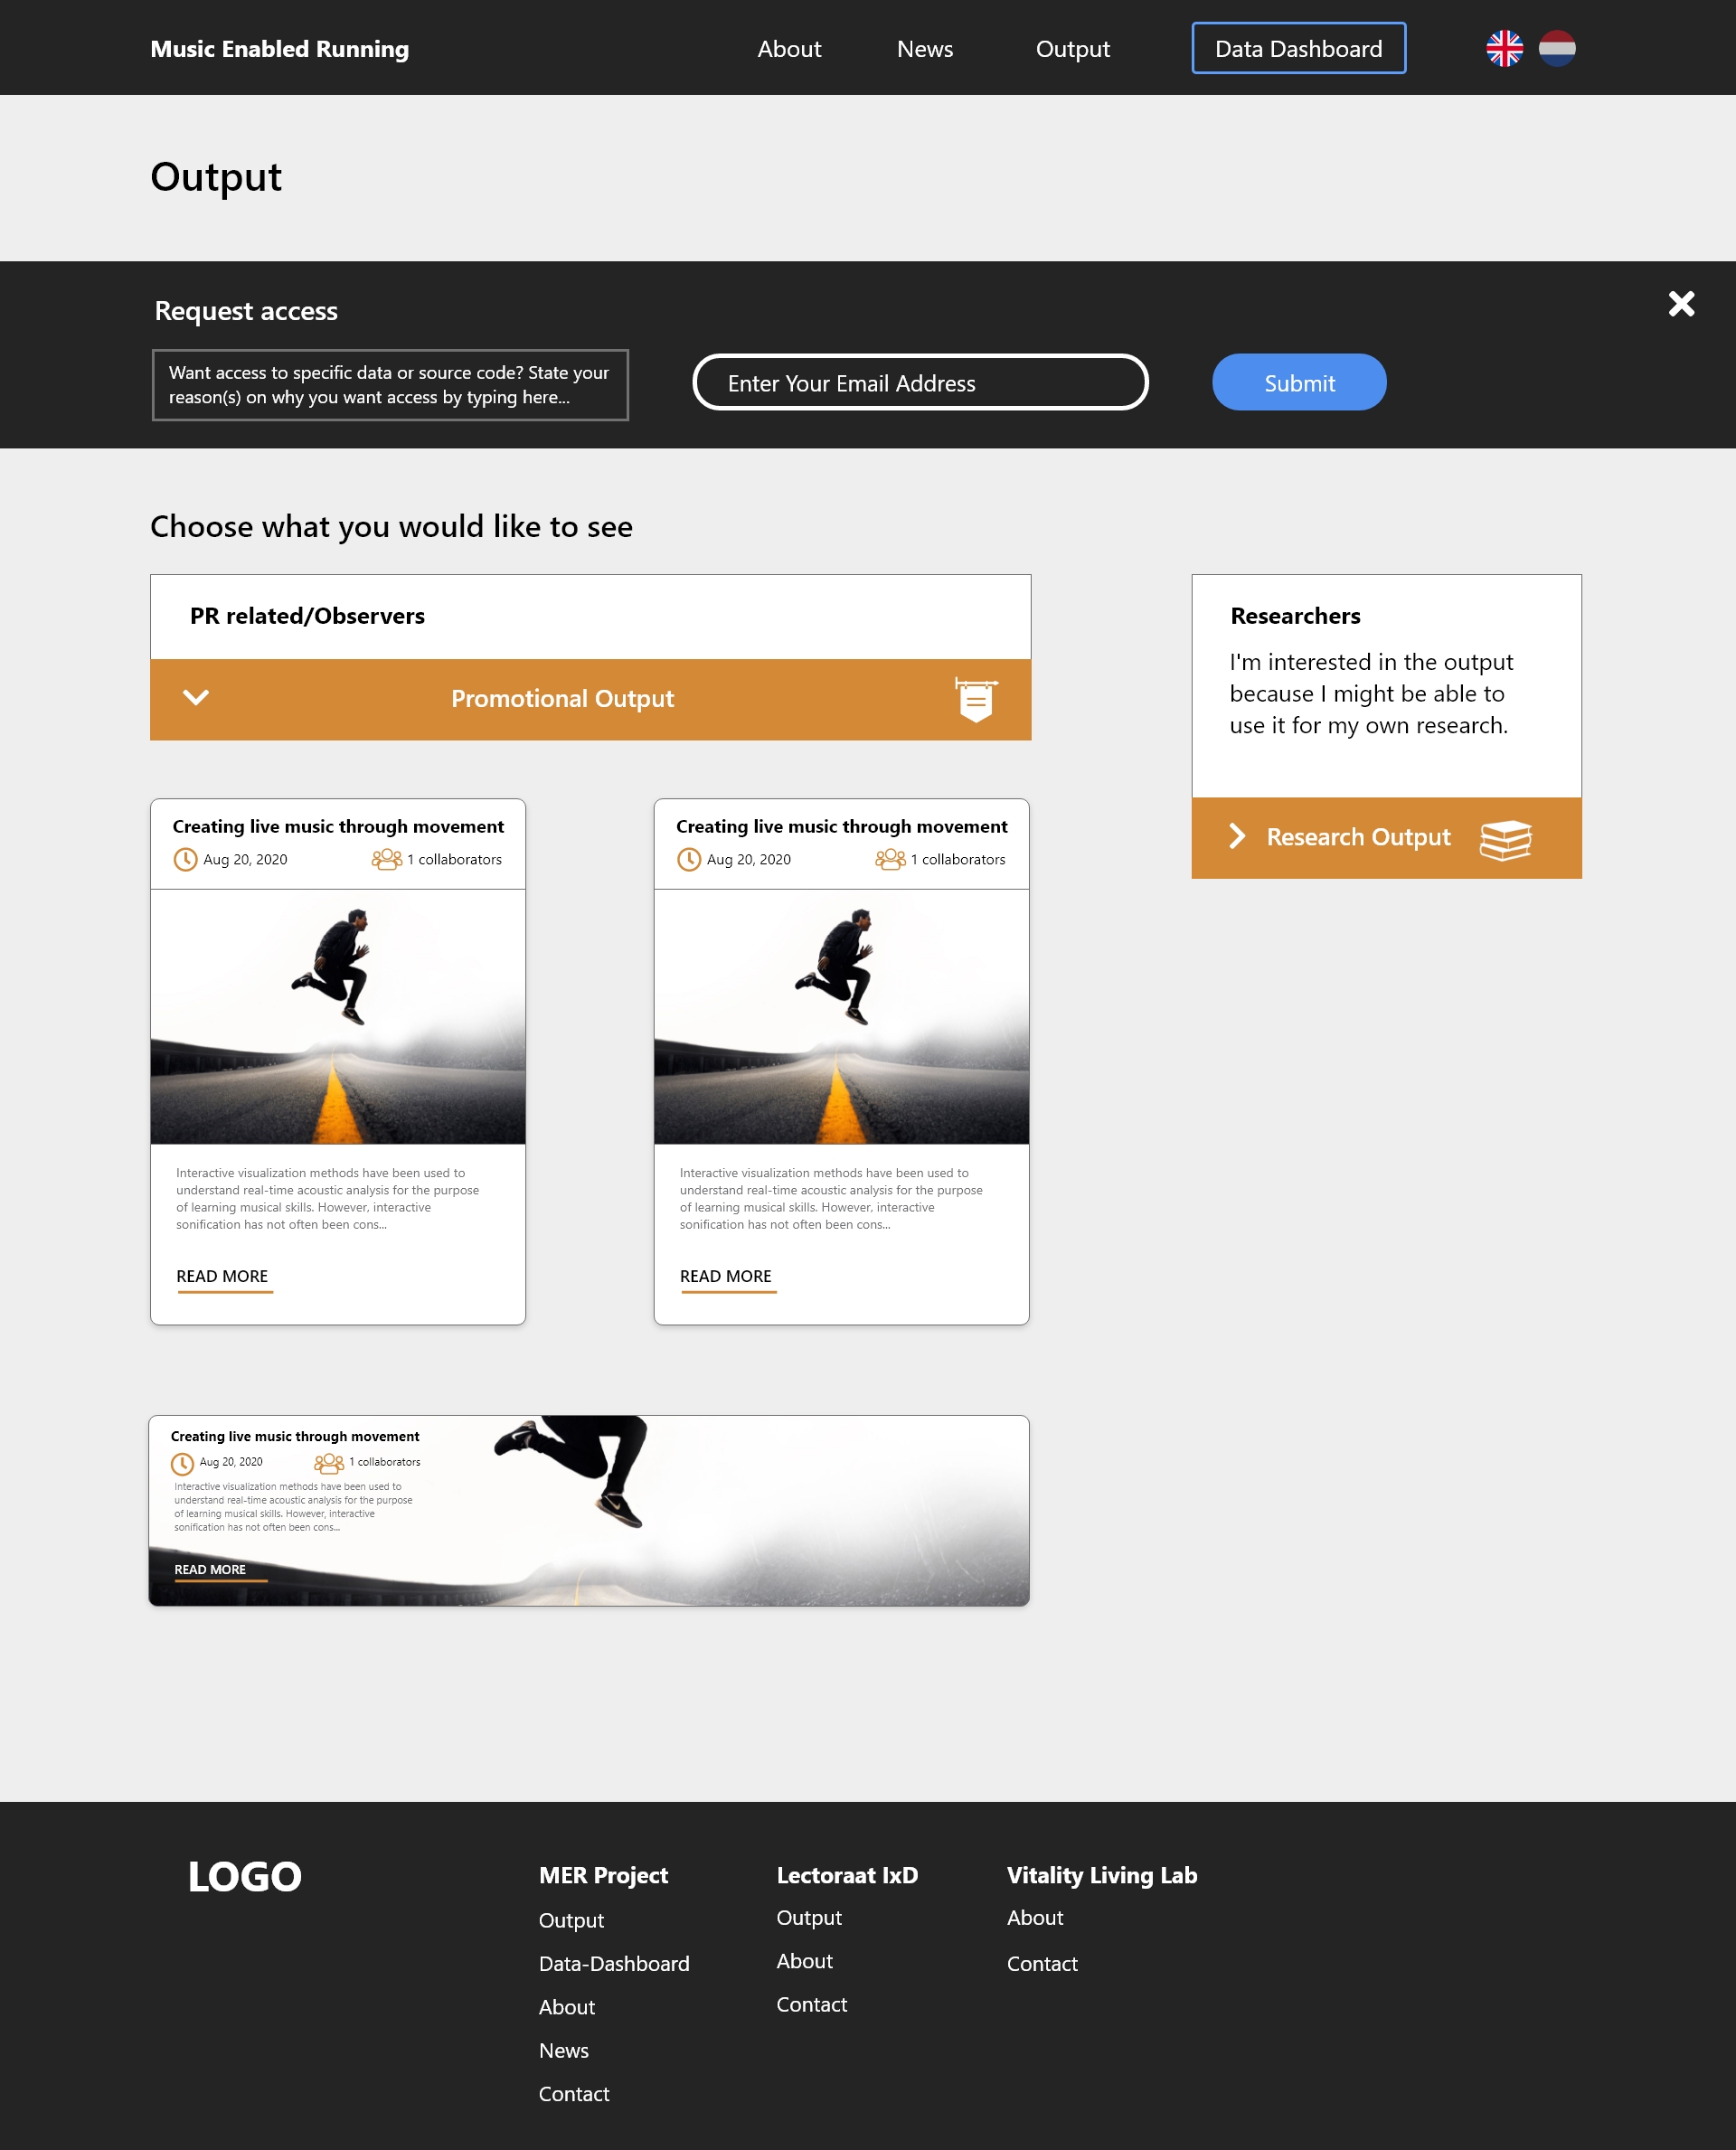 Music Enabled Running
About
News
Output
Data Dashboard
Output
Request access
Want access to specific data or source code? State your
reason(s) on why you want access by typing here...
Enter Your Email Address
Submit
Choose what you would like to see
PR related/Observers
Promotional Output
Researchers
I'm interested in the output
because I might be able to
use it for my own research.
Research Output
Creating live music through movement
Aug 20, 2020
1 collaborators
Interactive visualization methods have been used to
understand real-time acoustic analysis for the purpose
of learning musical skills. However, interactive
sonification has not often been cons...
READ MORE
Creating live music through movement
Aug 20, 2020
1 collaborators
Interactive visualization methods have been used to
understand real-time acoustic analysis for the purpose
of learning musical skills. However, interactive
sonification has not often been cons...
READ MORE
Creating live music through movement
Aug 20, 2020
1 collaborators
Interactive visualization methods have been used to
understand real-time acoustic analysis for the purpose
of learning musical skills. However, interactive
sonification has not often been cons...
READ MORE
LOGO
MER Project
Output
Data-Dashboard
About
News
Contact
Lectoraat IxD
Output
About
Contact
Vitality Living Lab
About
Contact